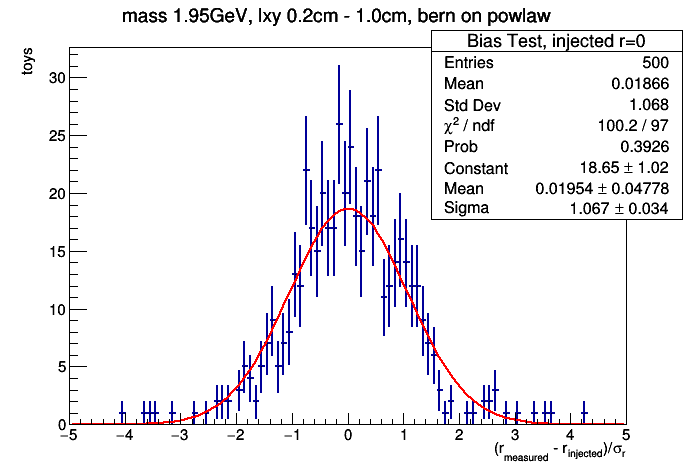 mass 1.95GeV, lxy 0.2cm - 1.0cm, bern on powlaw
Bias Test, injected r=0
Entries 500
Mean 0.01866
Std Dev 1.068
χ² / ndf 100.2 / 97
Prob 0.3926
Constant 18.65 ± 1.02
Mean 0.01954 ± 0.04778
Sigma 1.067 ± 0.034
toys
30
25
20
15
10
5
0
−5 −4 −3 −2 −1 0 1 2 3 4 5
(r_measured - r_injected)/σ_r